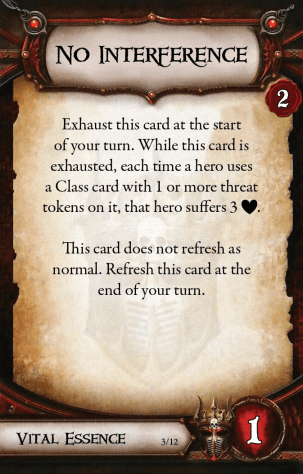 No Interference
2
Exhaust this card at the start
of your turn. While this card is
exhausted, each time a hero uses
a Class card with 1 or more threat
tokens on it, that hero suffers 3 ♥.
This card does not refresh as
normal. Refresh this card at the
end of your turn.
Vital Essence 3/12 1